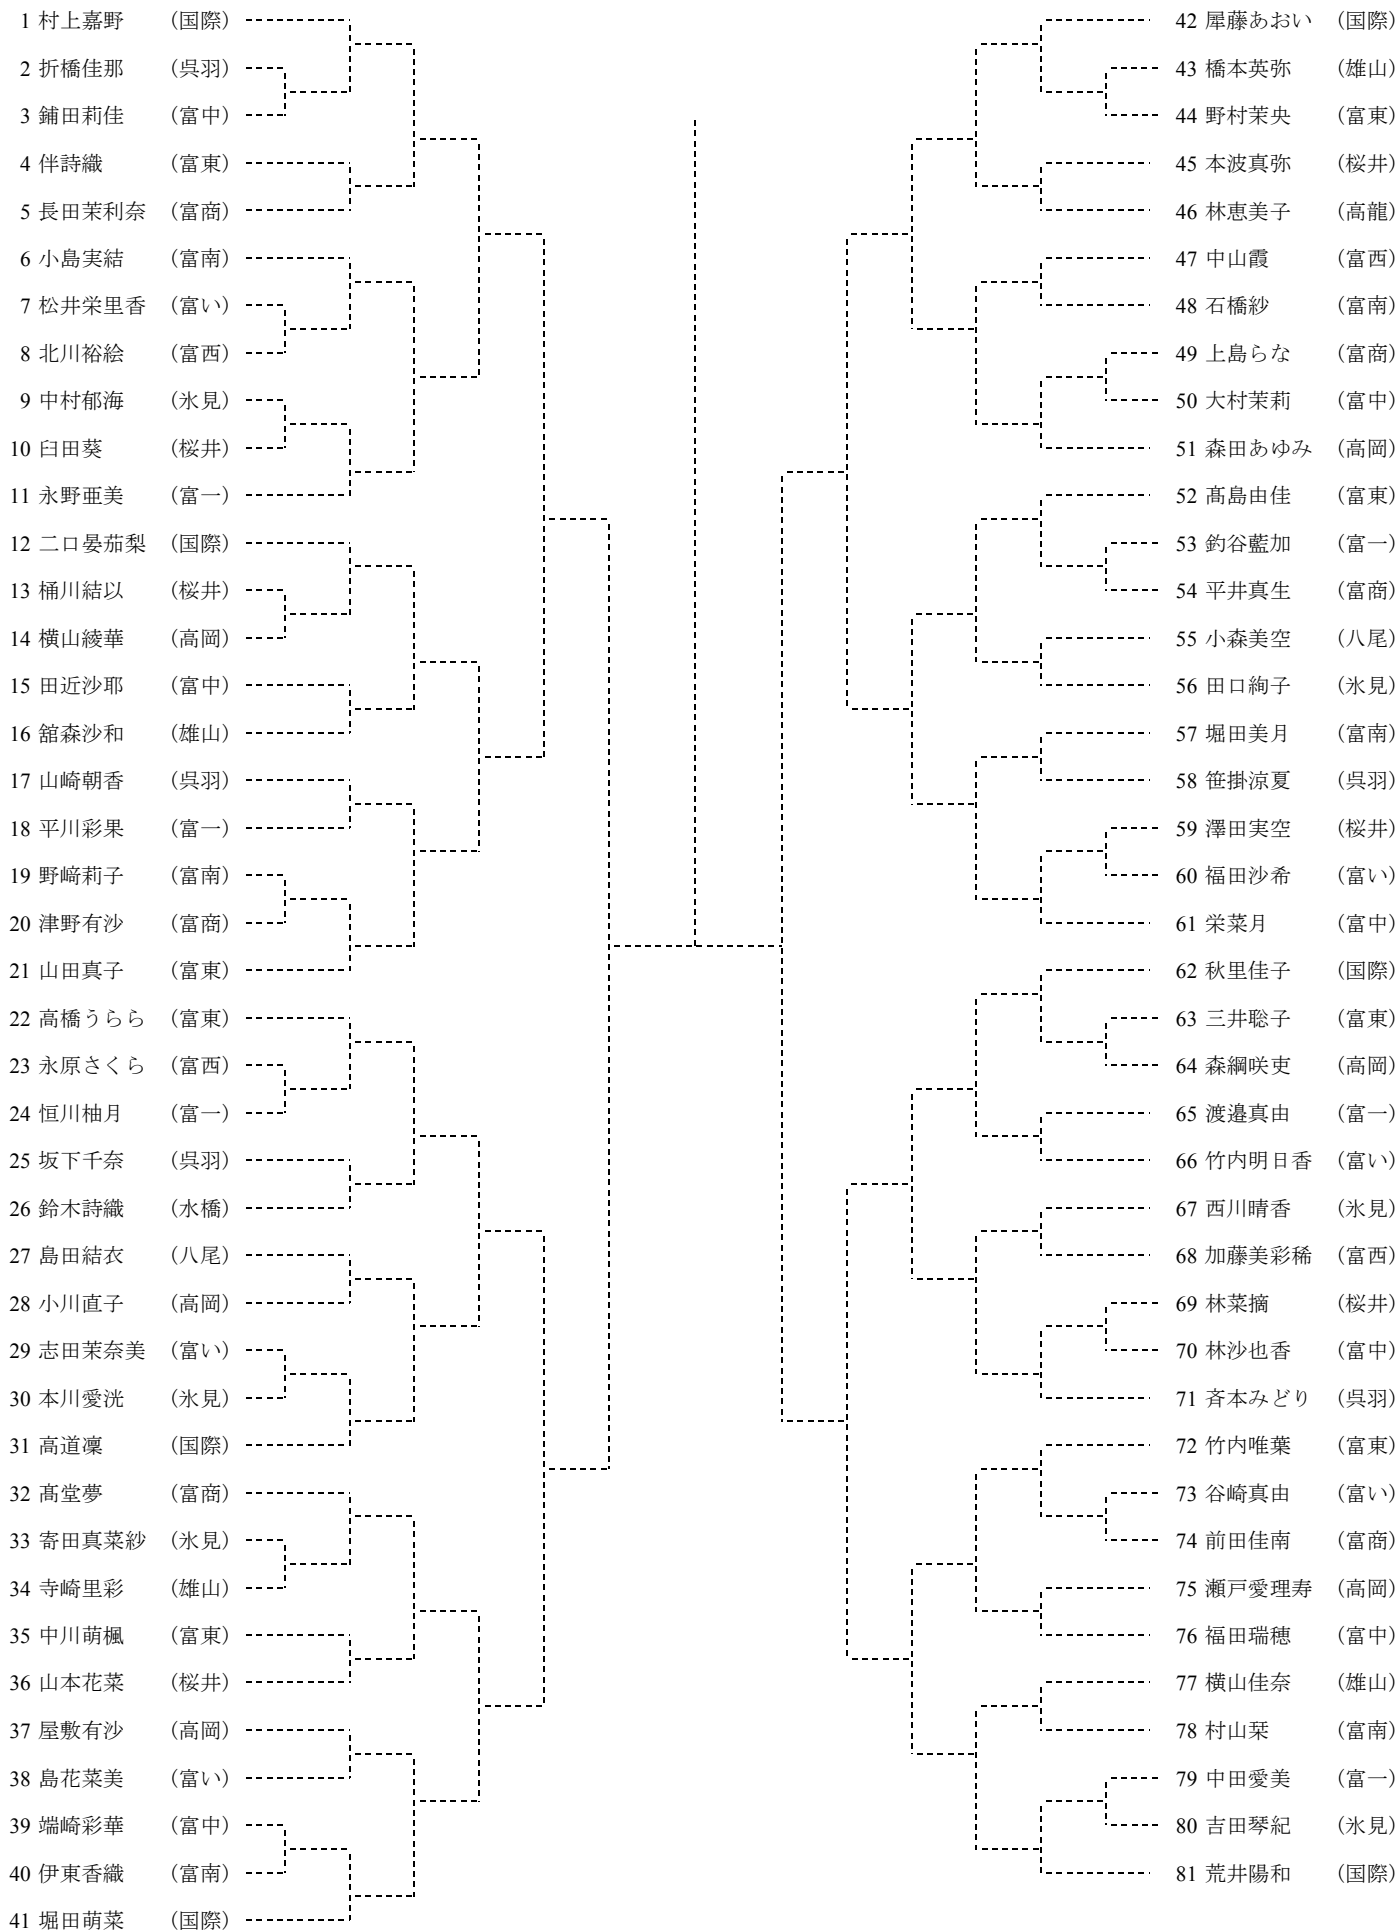 1 村上嘉野 （国際）
2 折橋佳那 （呉羽）
3 鋪田莉佳 （富中）
4 伴詩織 （富東）
5 長田茉利奈 （富商）
6 小島実結 （富南）
7 松井栄里香 （富い）
8 北川裕絵 （富西）
9 中村郁海 （氷見）
10 臼田葵 （桜井）
11 永野亜美 （富一）
12 二口晏茄梨 （国際）
13 桶川結以 （桜井）
14 横山綾華 （高岡）
15 田近沙耶 （富中）
16 舘森沙和 （雄山）
17 山崎朝香 （呉羽）
18 平川彩果 （富一）
19 野﨑莉子 （富南）
20 津野有沙 （富商）
21 山田真子 （富東）
22 高橋うらら （富東）
23 永原さくら （富西）
24 恒川柚月 （富一）
25 坂下千奈 （呉羽）
26 鈴木詩織 （水橋）
27 島田結衣 （八尾）
28 小川直子 （高岡）
29 志田茉奈美 （富い）
30 本川愛洸 （氷見）
31 高道凜 （国際）
32 髙堂夢 （富商）
33 寄田真菜紗 （氷見）
34 寺崎里彩 （雄山）
35 中川萌楓 （富東）
36 山本花菜 （桜井）
37 屋敷有沙 （高岡）
38 島花菜美 （富い）
39 端崎彩華 （富中）
40 伊東香織 （富南）
41 堀田萌菜 （国際）
42 犀藤あおい （国際）
43 橋本英弥 （雄山）
44 野村茉央 （富東）
45 本波真弥 （桜井）
46 林恵美子 （高龍）
47 中山霞 （富西）
48 石橋紗 （富南）
49 上島らな （富商）
50 大村茉莉 （富中）
51 森田あゆみ （高岡）
52 髙島由佳 （富東）
53 釣谷藍加 （富一）
54 平井真生 （富商）
55 小森美空 （八尾）
56 田口絢子 （氷見）
57 堀田美月 （富南）
58 笹掛涼夏 （呉羽）
59 澤田実空 （桜井）
60 福田沙希 （富い）
61 栄菜月 （富中）
62 秋里佳子 （国際）
63 三井聡子 （富東）
64 森綱咲吏 （高岡）
65 渡邉真由 （富一）
66 竹内明日香 （富い）
67 西川晴香 （氷見）
68 加藤美彩稀 （富西）
69 林菜摘 （桜井）
70 林沙也香 （富中）
71 斉本みどり （呉羽）
72 竹内唯葉 （富東）
73 谷崎真由 （富い）
74 前田佳南 （富商）
75 瀬戸愛理寿 （高岡）
76 福田瑞穂 （富中）
77 横山佳奈 （雄山）
78 村山栞 （富南）
79 中田愛美 （富一）
80 吉田琴紀 （氷見）
81 荒井陽和 （国際）